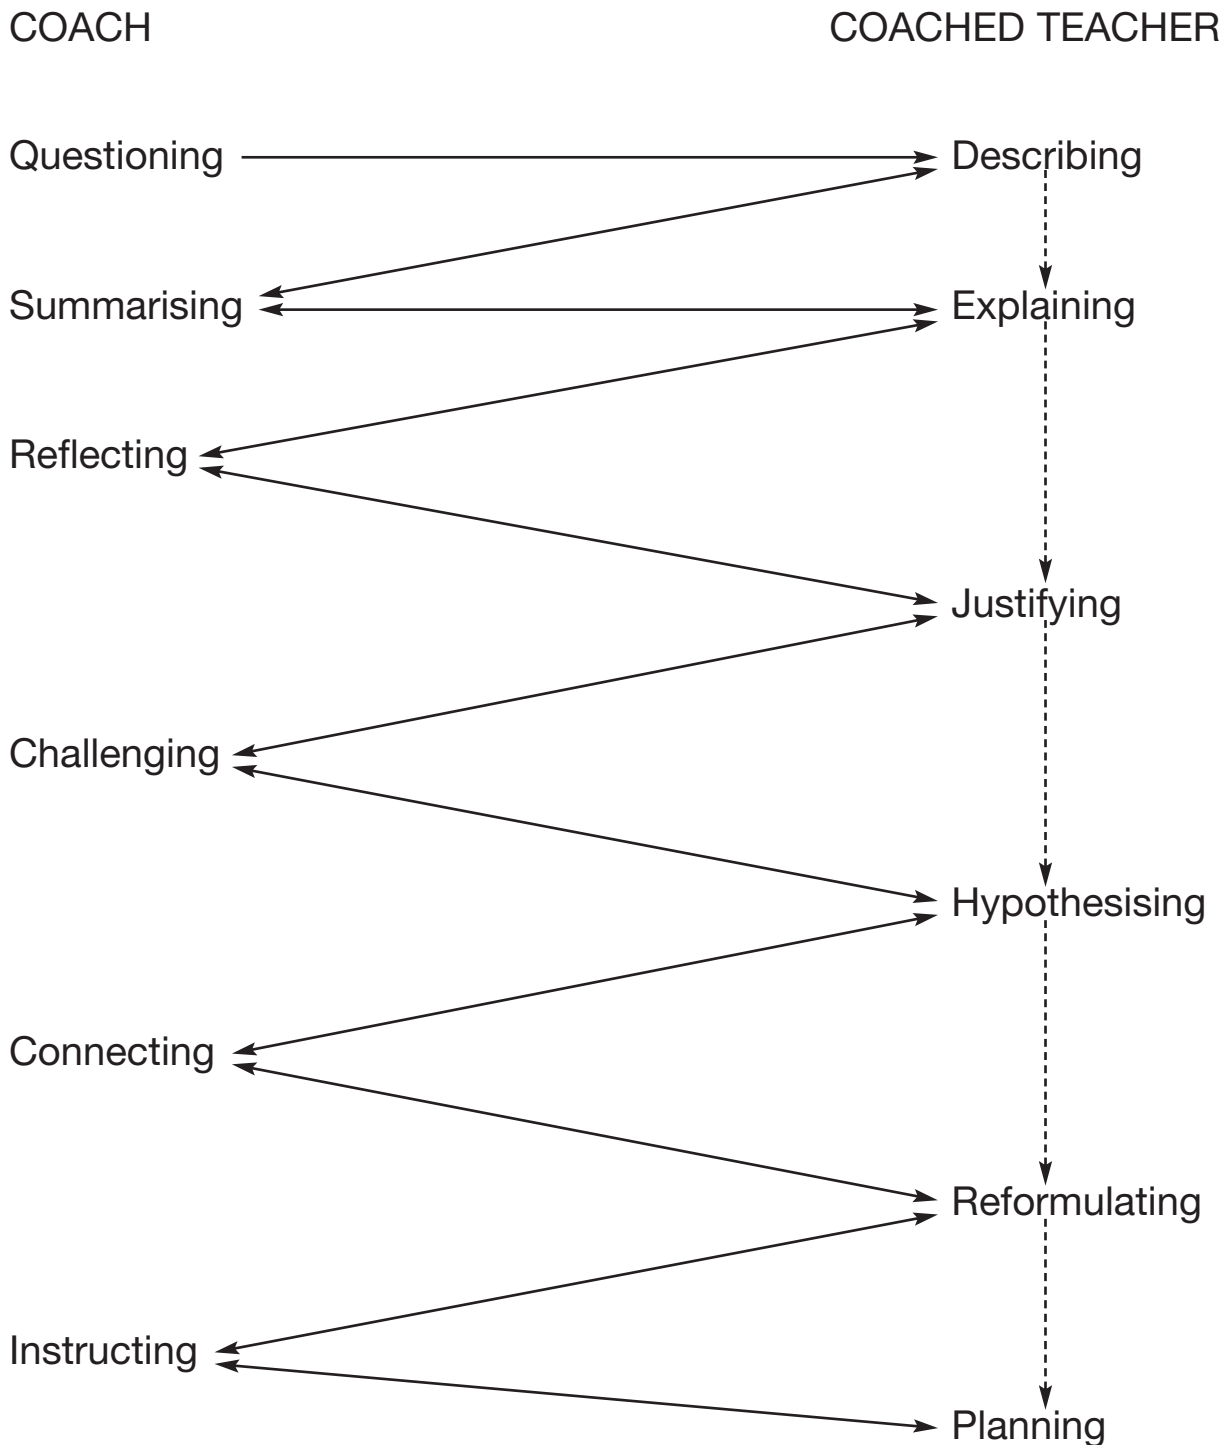 COACH COACHED TEACHER
Questioning Describing
Summarising Explaining
Reflecting
Justifying
Challenging
Hypothesising
Connecting
Reformulating
Instructing
Planning